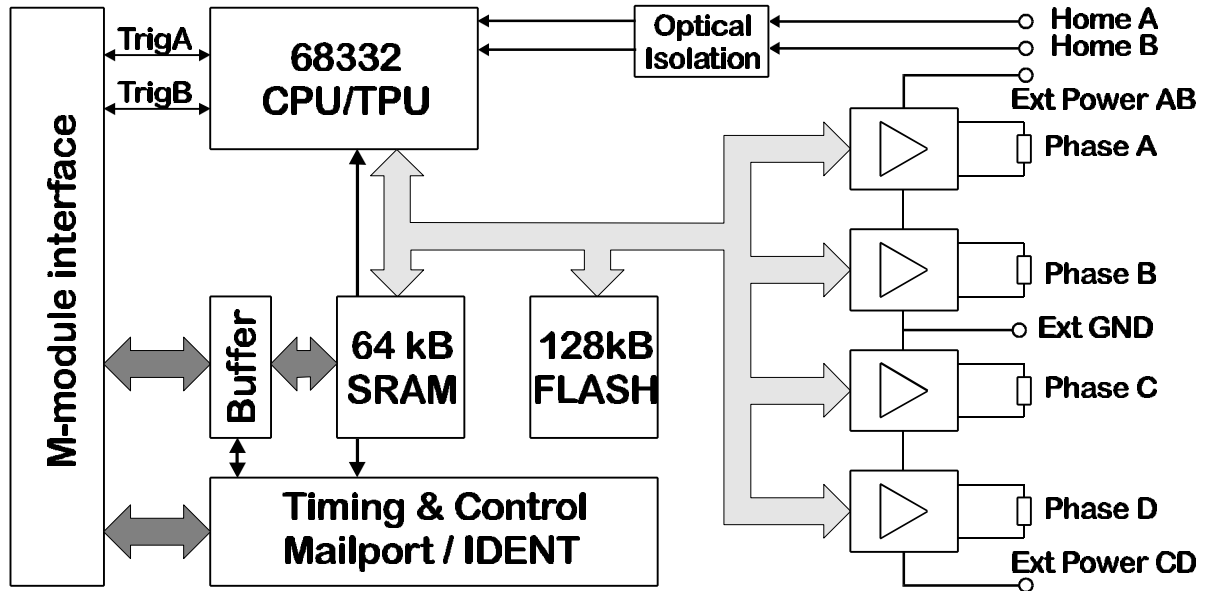 M-module interface
TrigA
TrigB
68332
CPU/TPU
Optical
Isolation
Home A
Home B
Ext Power AB
Phase A
Phase B
Ext GND
Phase C
Phase D
Ext Power CD
Buffer
64 kB
SRAM
128kB
FLASH
Timing & Control
Mailport / IDENT